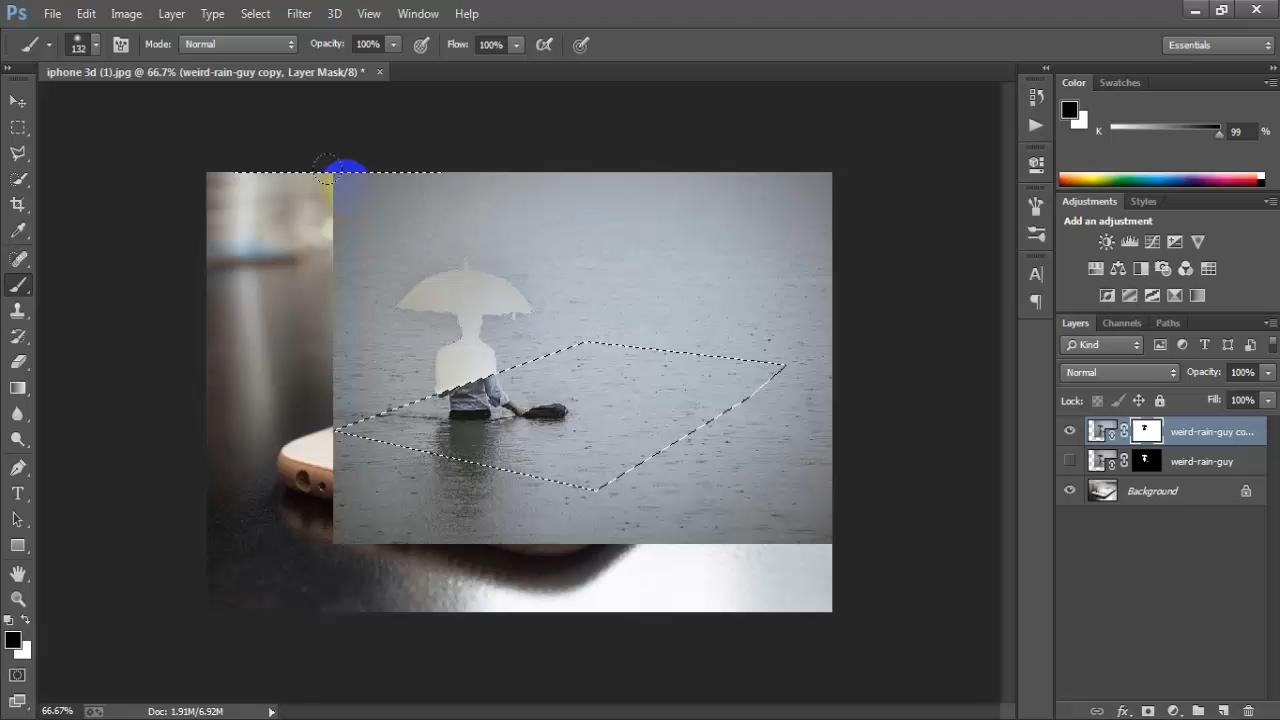 Ps File Edit Image Layer Type Select Filter 3D View Window Help
132 Mode: Normal Opacity: 100% Flow: 100% Essentials
iphone 3d (1).jpg @ 66.7% (weird-rain-guy copy, Layer Mask/8) * ×
Color Swatches
K 99 %
Adjustments Styles
Add an adjustment
Layers Channels Paths
Kind
Normal Opacity: 100%
Lock: Fill: 100%
weird-rain-guy co...
weird-rain-guy
Background
66.67% Doc: 1.91M/6.92M